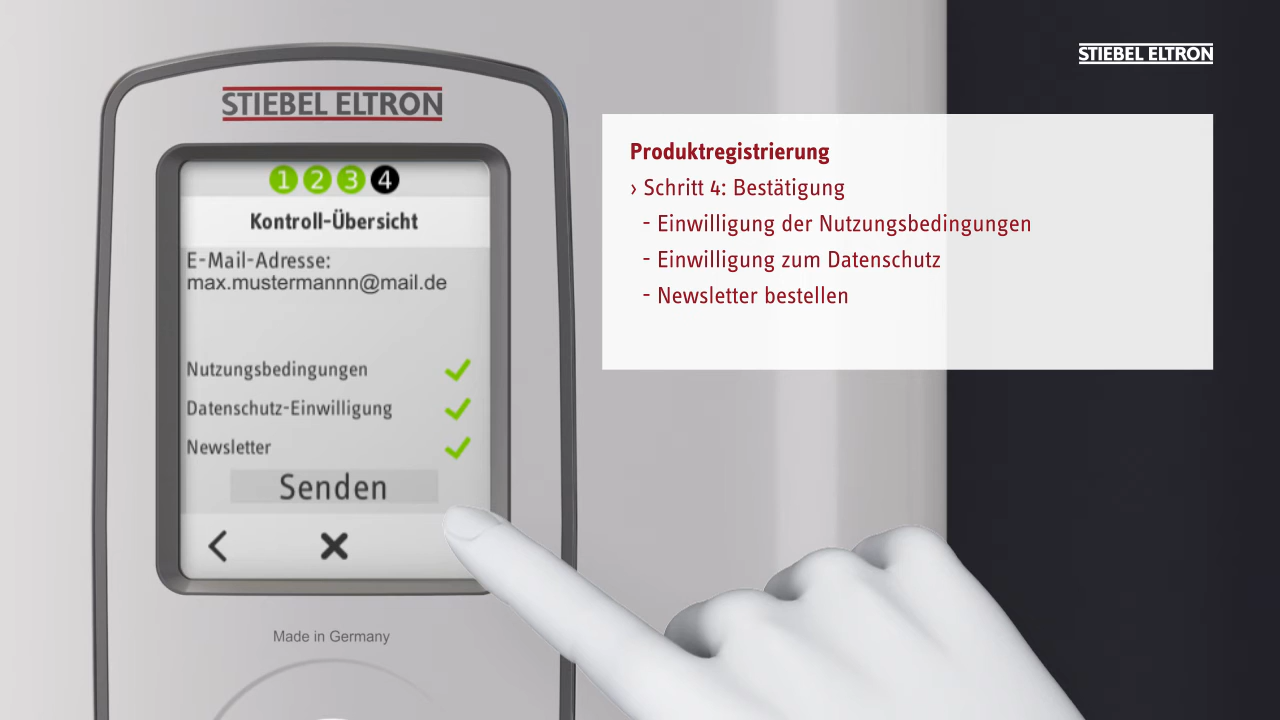 STIEBEL ELTRON
STIEBEL ELTRON
1 2 3 4
Kontroll-Übersicht
E-Mail-Adresse:
max.mustermannn@mail.de
Nutzungsbedingungen
Datenschutz-Einwilligung
Newsletter
Senden
Made in Germany
Produktregistrierung
› Schritt 4: Bestätigung
- Einwilligung der Nutzungsbedingungen
- Einwilligung zum Datenschutz
- Newsletter bestellen